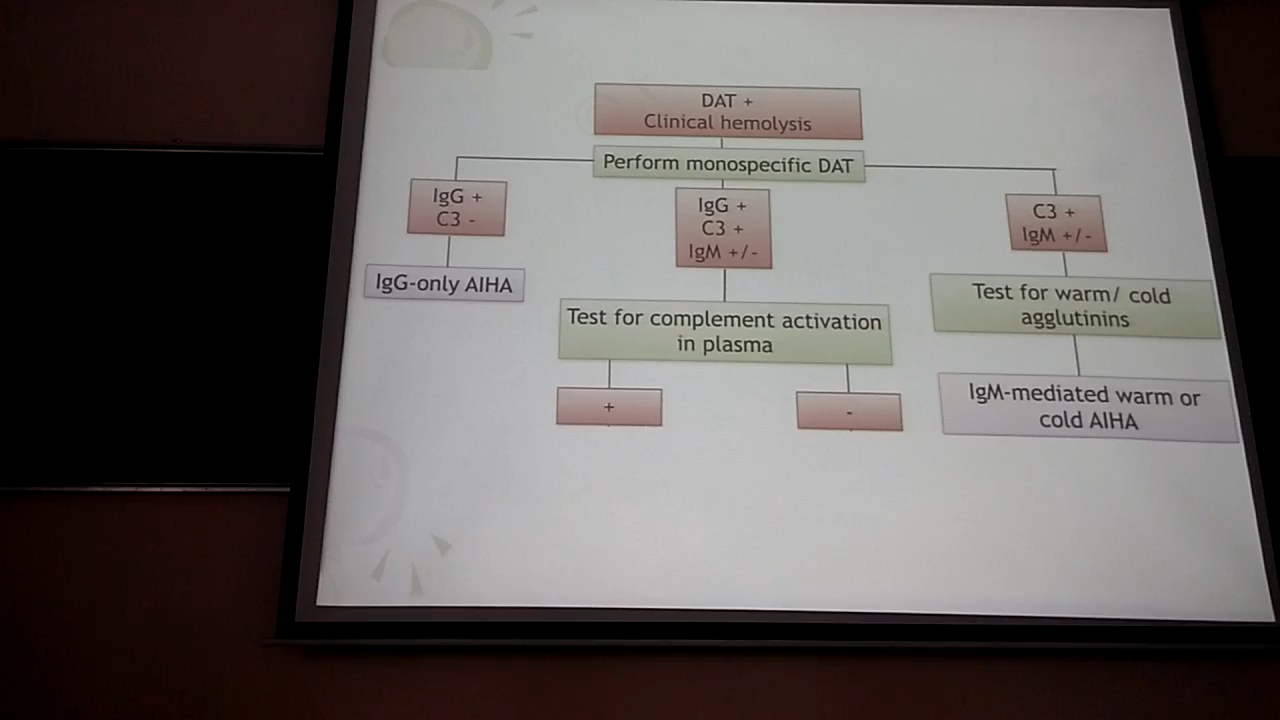 DAT +
Clinical hemolysis
Perform monospecific DAT
IgG +
C3 -
IgG +
C3 +
IgM +/-
C3 +
IgM +/-
IgG-only AIHA
Test for complement activation
in plasma
Test for warm/ cold
agglutinins
+
-
IgM-mediated warm or
cold AIHA